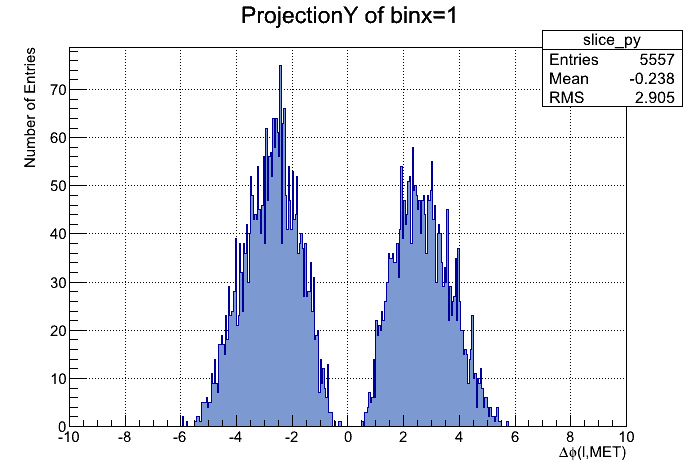 ProjectionY of binx=1
slice_py
Entries 5557
Mean -0.238
RMS 2.905
Number of Entries
70
60
50
40
30
20
10
0
-10 -8 -6 -4 -2 0 2 4 6 8 10
Δϕ(l,MET)